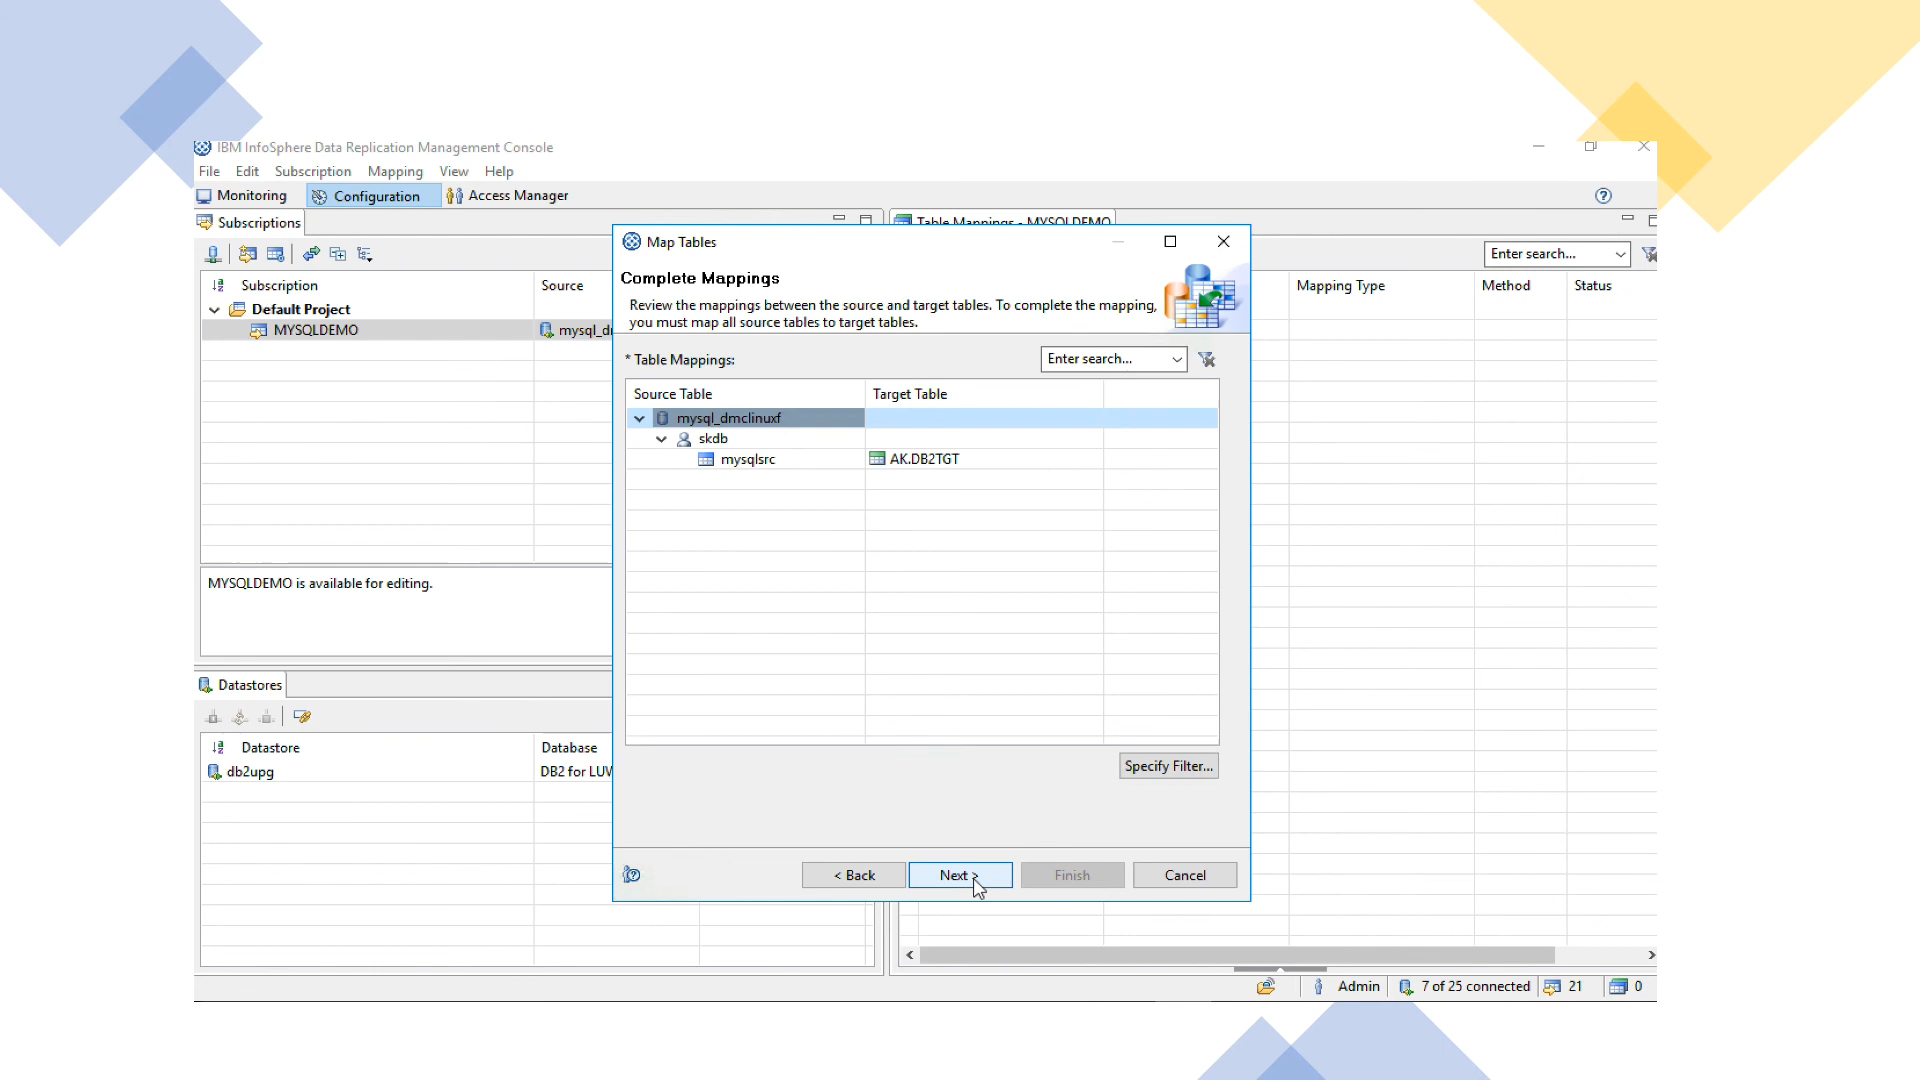 IBM InfoSphere Data Replication Management Console
File Edit Subscription Mapping View Help
Monitoring Configuration Access Manager
Subscriptions
Table Mappings - MYSQLDEMO
Enter search...
Subscription Source
Default Project
MYSQLDEMO mysql_d
MYSQLDEMO is available for editing.
Datastores
Datastore Database
db2upg DB2 for LUW
Map Tables
Complete Mappings
Review the mappings between the source and target tables. To complete the mapping,
you must map all source tables to target tables.
* Table Mappings:
Enter search...
Source Table Target Table
mysql_dmclinuxf
skdb
mysqlsrc AK.DB2TGT
Specify Filter...
< Back Next > Finish Cancel
Mapping Type Method Status
Admin 7 of 25 connected 21 0